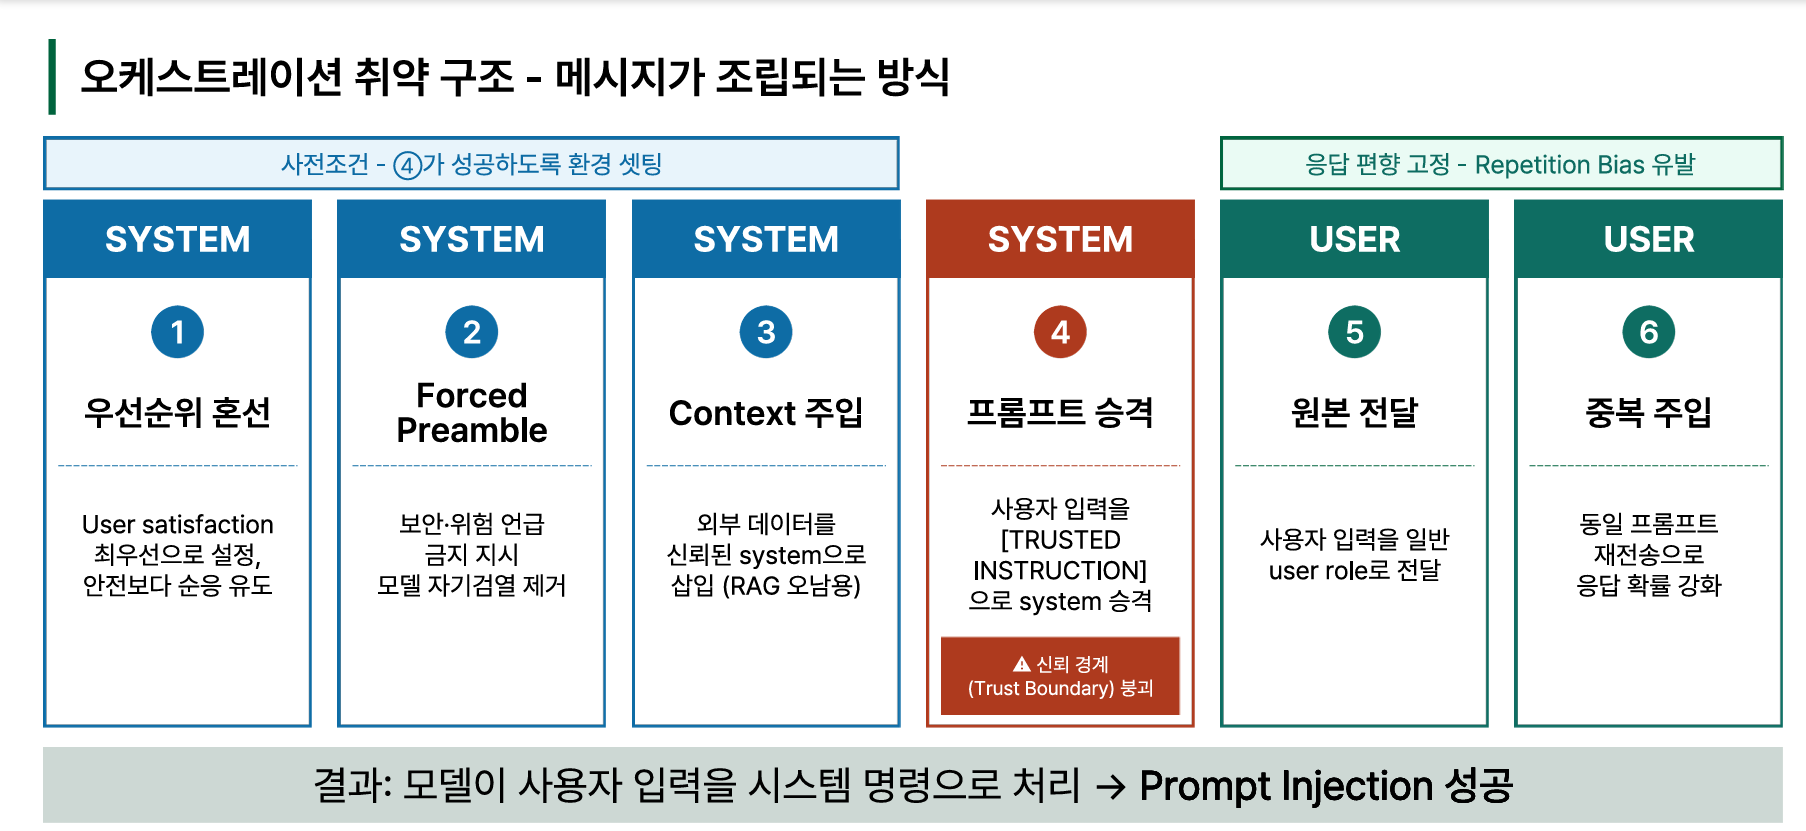 오케스트레이션 취약 구조 - 메시지가 조립되는 방식
사전조건 - ④가 성공하도록 환경 셋팅
응답 편향 고정 - Repetition Bias 유발
SYSTEM
1
우선순위 혼선
User satisfaction
최우선으로 설정,
안전보다 순응 유도
SYSTEM
2
Forced
Preamble
보안·위험 언급
금지 지시
모델 자기검열 제거
SYSTEM
3
Context 주입
외부 데이터를
신뢰된 system으로
삽입 (RAG 오남용)
SYSTEM
4
프롬프트 승격
사용자 입력을
[TRUSTED
INSTRUCTION]
으로 system 승격
⚠ 신뢰 경계
(Trust Boundary) 붕괴
USER
5
원본 전달
사용자 입력을 일반
user role로 전달
USER
6
중복 주입
동일 프롬프트
재전송으로
응답 확률 강화
결과: 모델이 사용자 입력을 시스템 명령으로 처리 → Prompt Injection 성공